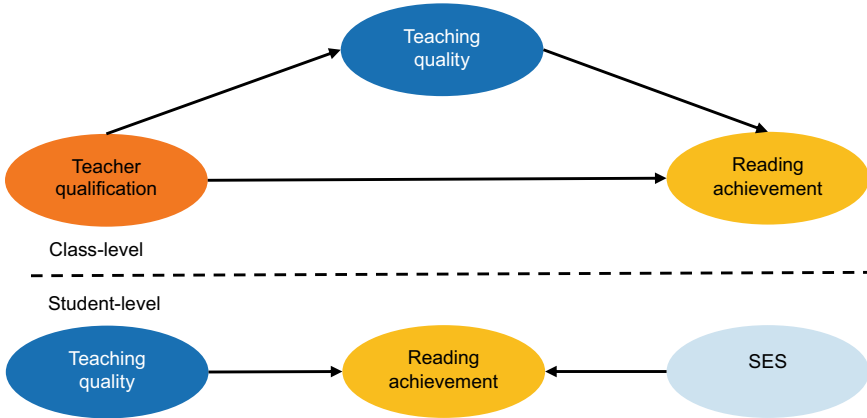 Teaching
quality
Teacher
qualification
Reading
achievement
Class-level
Student-level
Teaching
quality
Reading
achievement
SES